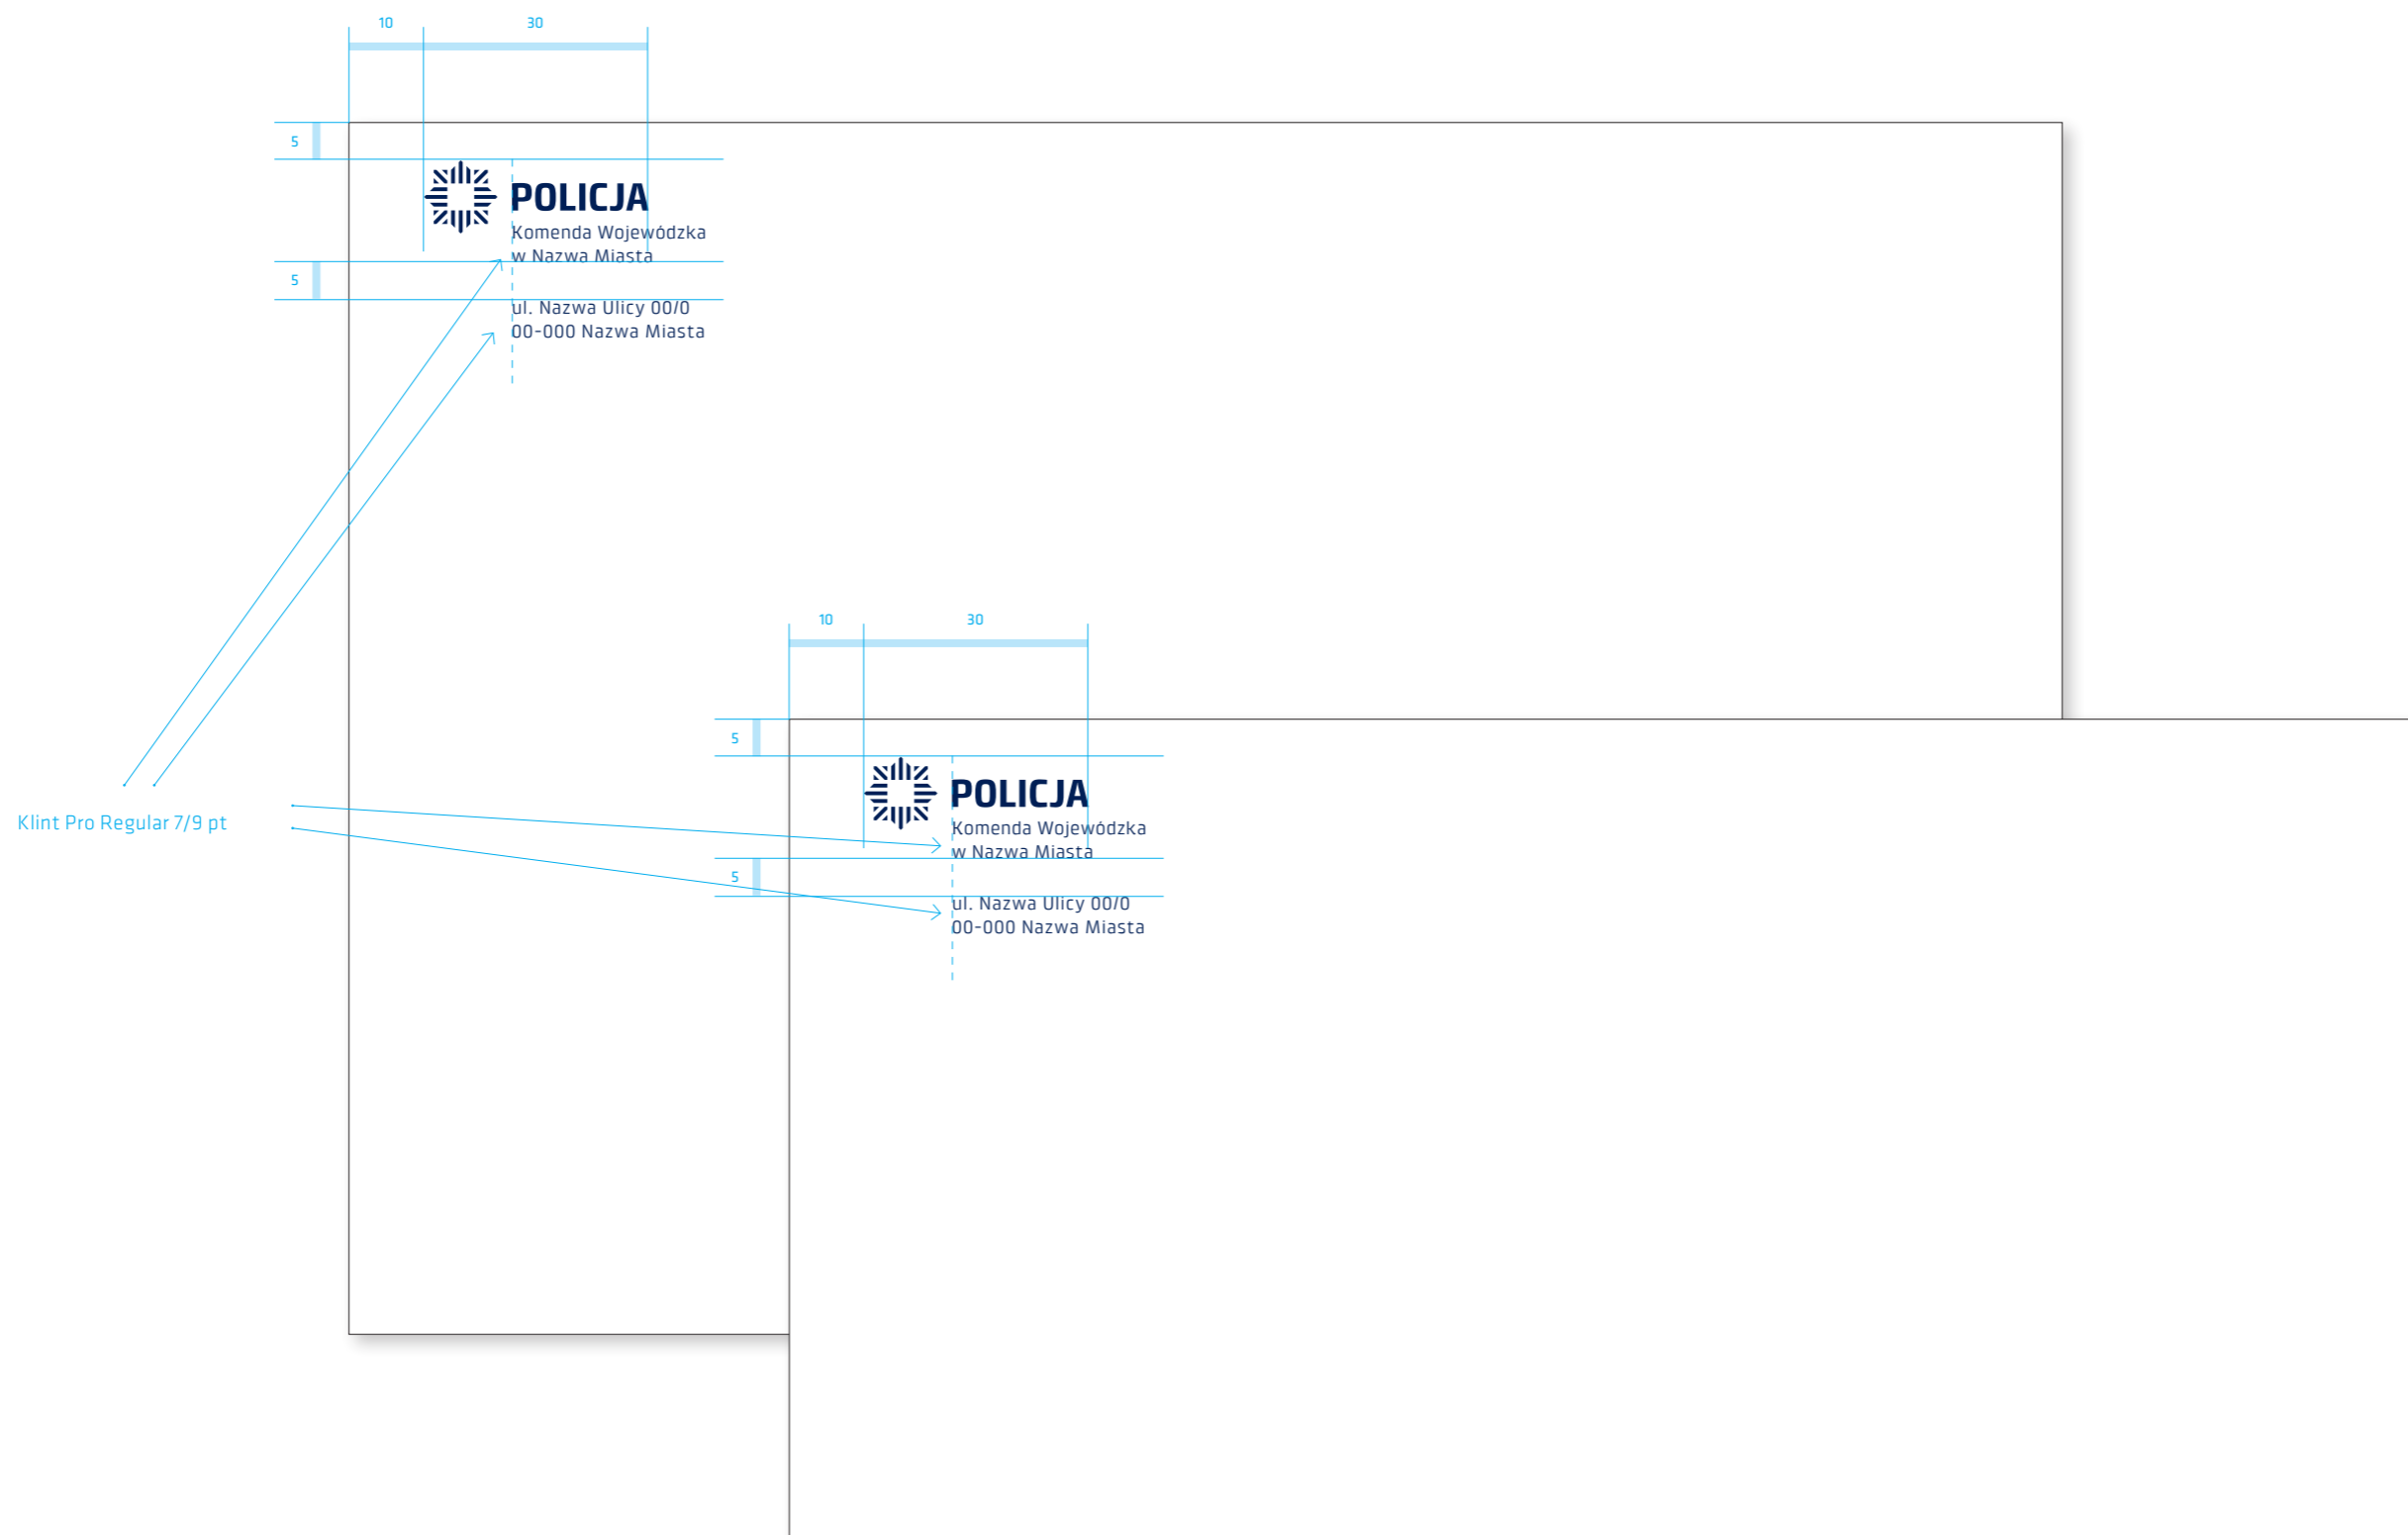 10
30
5
POLICJA
Komenda Wojewódzka
w Nazwa Miasta
5
ul. Nazwa Ulicy 00/0
00-000 Nazwa Miasta
10
30
5
POLICJA
Klint Pro Regular 7/9 pt
Komenda Wojewódzka
w Nazwa Miasta
5
ul. Nazwa Ulicy 00/0
00-000 Nazwa Miasta